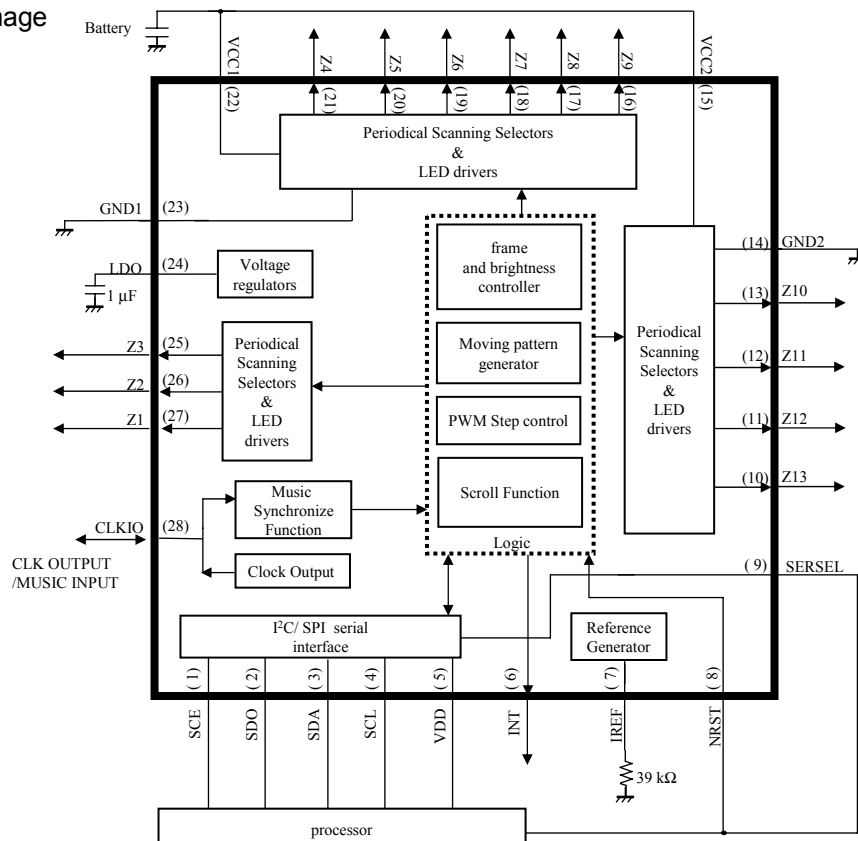 nage
Battery
VCC1
(22)
Z4
(21)
Z5
(20)
Z6
(19)
Z7
(18)
Z8
(17)
Z9
(16)
VCC2
(15)
Periodical Scanning Selectors
&
LED drivers
GND1
(23)
LDO
(24)
1 µF
Voltage
regulators
Z3
(25)
Z2
(26)
Z1
(27)
Periodical
Scanning
Selectors
&
LED
drivers
frame
and brightness
controller
Moving pattern
generator
PWM Step control
Scroll Function
Logic
Periodical
Scanning
Selectors
&
LED
drivers
(14)
GND2
(13)
Z10
(12)
Z11
(11)
Z12
(10)
Z13
CLKIO
(28)
CLK OUTPUT
/MUSIC INPUT
Music
Synchronize
Function
Clock Output
( 9)
SERSEL
I²C/ SPI serial
interface
Reference
Generator
( 1)
SCE
(2)
SDO
( 3)
SDA
( 4)
SCL
( 5)
VDD
( 6)
INT
( 7)
IREF
( 8)
NRST
39 kΩ
processor